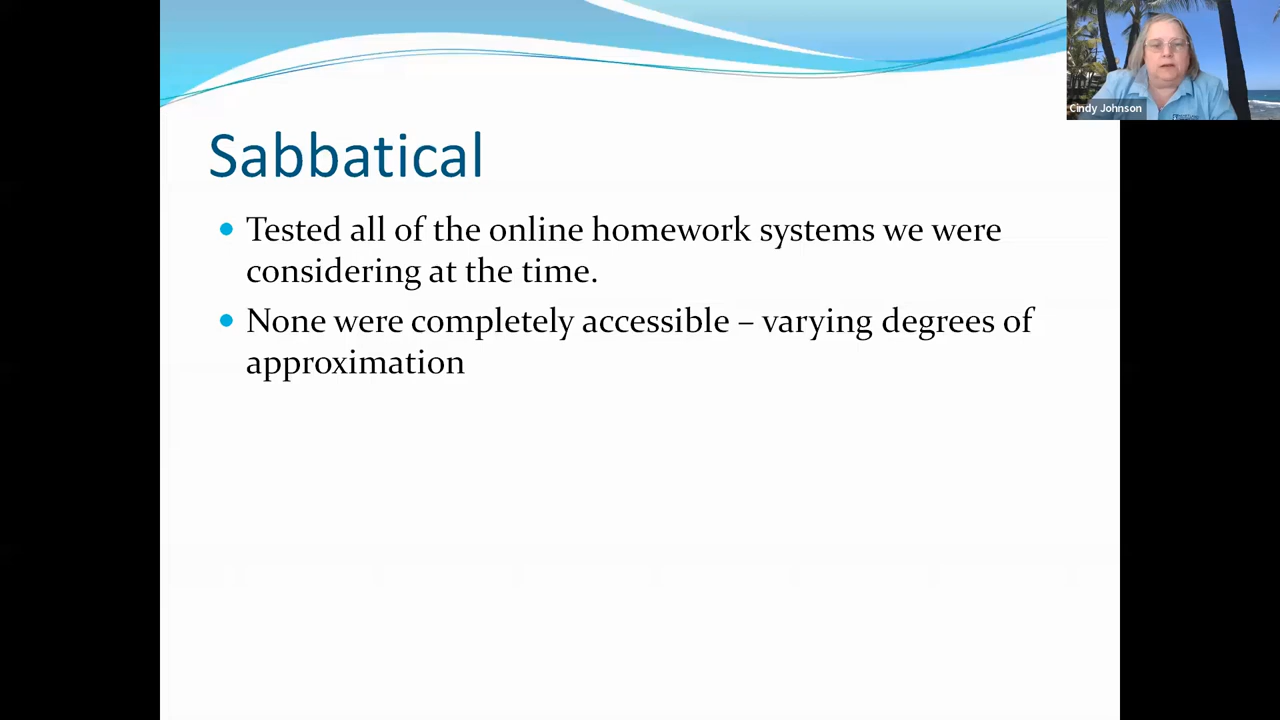 Cindy Johnson
Sabbatical
Tested all of the online homework systems we were
considering at the time.
None were completely accessible – varying degrees of
approximation